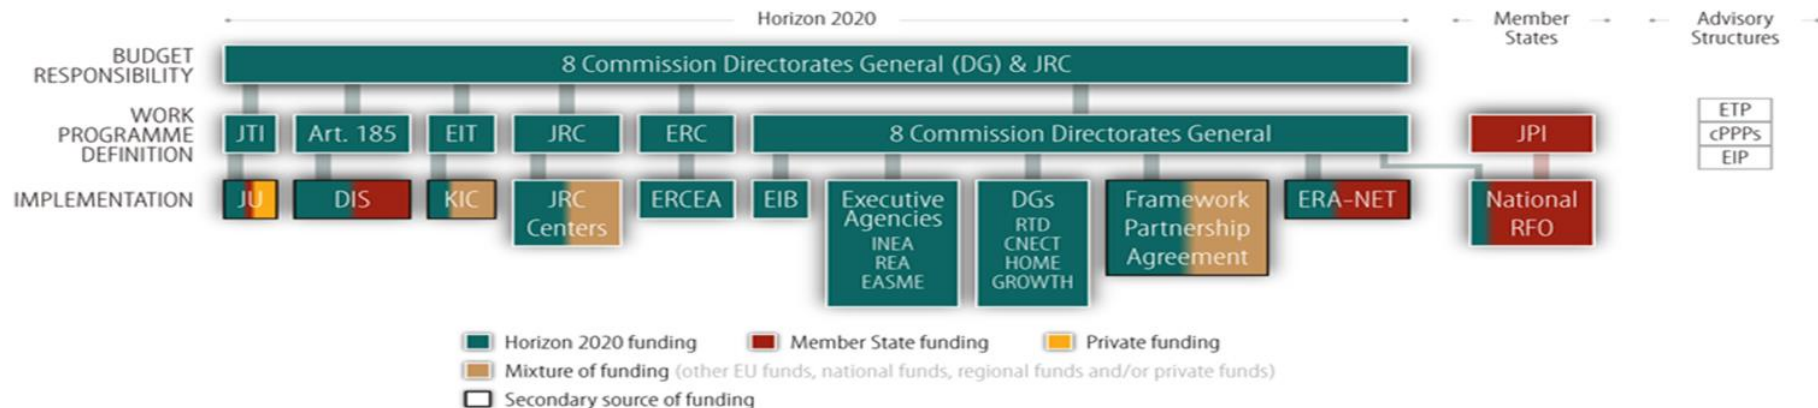 Horizon 2020
Member
States
Advisory
Structures
BUDGET
RESPONSIBILITY
8 Commission Directorates General (DG) & JRC
WORK
PROGRAMME
DEFINITION
JTI
Art. 185
EIT
JRC
ERC
8 Commission Directorates General
JPI
ETP
cPPPs
EIP
IMPLEMENTATION
JU
DIS
KIC
JRC
Centers
ERCEA
EIB
Executive
Agencies
INEA
REA
EASME
DGs
RTD
CNECT
HOME
GROWTH
Framework
Partnership
Agreement
ERA-NET
National
RFO
Horizon 2020 funding
Member State funding
Private funding
Mixture of funding (other EU funds, national funds, regional funds and/or private funds)
Secondary source of funding